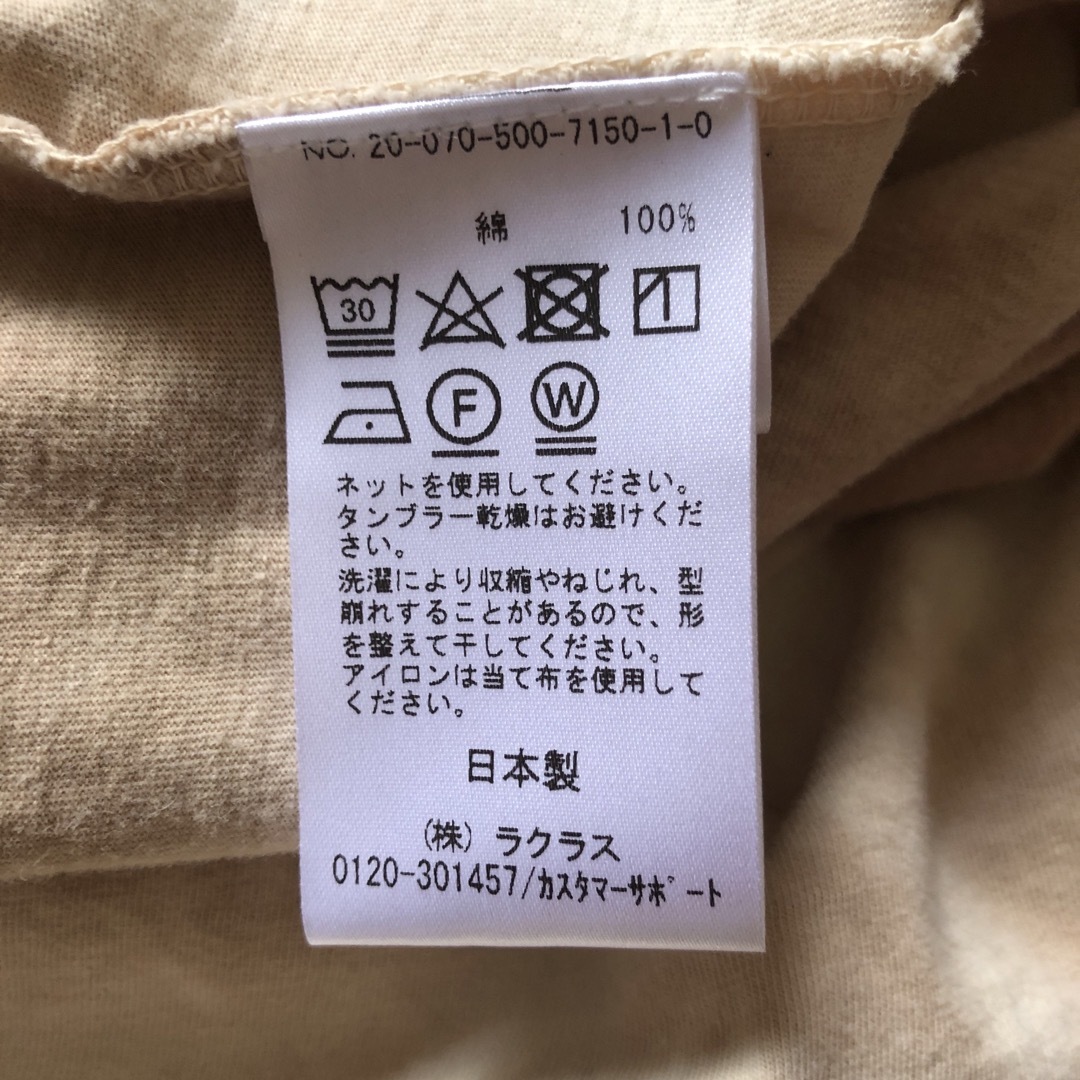 NO. 20-070-500-7150-1-0
綿 100%
30
F W
ネットを使用してください。
タンブラー乾燥はお避けくだ
さい。
洗濯により収縮やねじれ、型
崩れすることがあるので、形
を整えて干してください。
アイロンは当て布を使用して
ください。
日本製
(株) ラクラス
0120-301457/カスタマーサポート